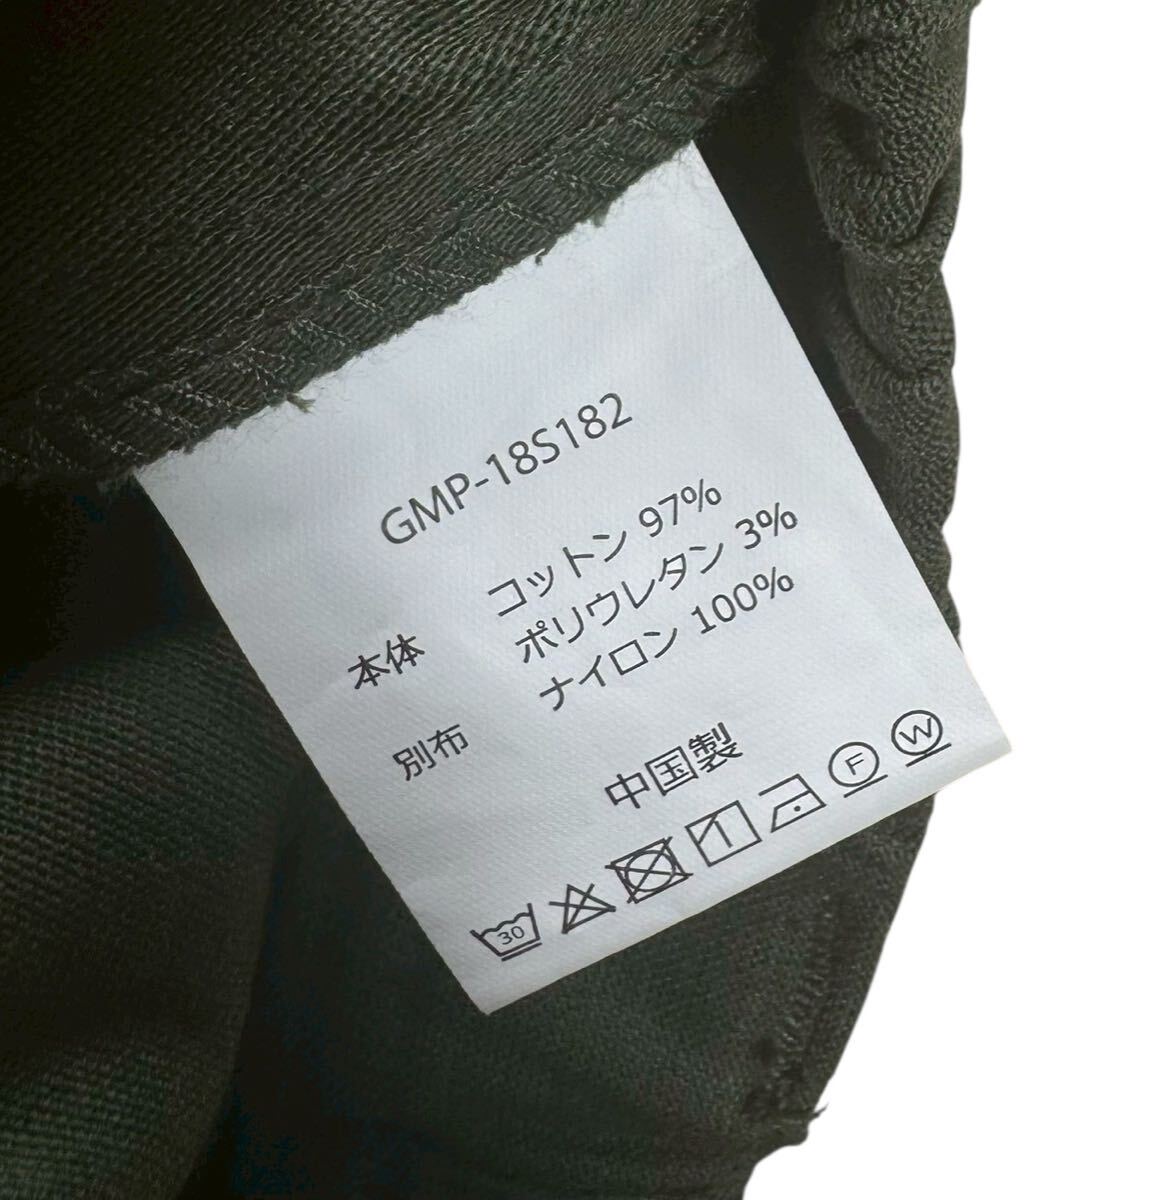 GMP-18S182
本体 コットン 97%
ポリウレタン 3%
別布 ナイロン 100%
中国製
30 F W